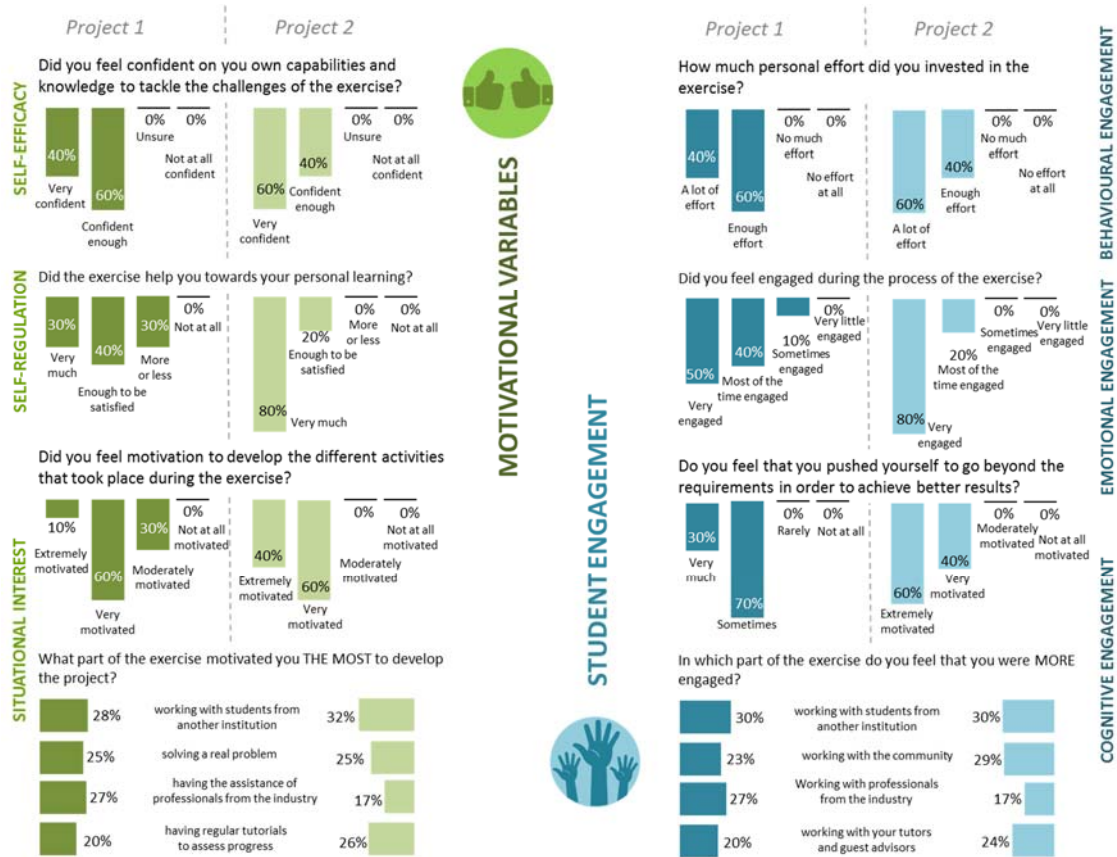 Project 1
Project 2
SELF-EFFICACY
Did you feel confident on you own capabilities and
knowledge to tackle the challenges of the exercise?
40%
Very
confident
60%
Confident
enough
0%
Unsure
0%
Not at all
confident
60%
Very
confident
40%
Confident
enough
0%
Unsure
0%
Not at all
confident
SELF-REGULATION
Did the exercise help you towards your personal learning?
30%
Very
much
40%
Enough to be
satisfied
30%
More
or less
0%
Not at all
80%
Very much
20%
Enough to be
satisfied
0%
More
or less
0%
Not at all
SITUATIONAL INTEREST
Did you feel motivation to develop the different activities
that took place during the exercise?
10%
Extremely
motivated
60%
Very
motivated
30%
Moderately
motivated
0%
Not at all
motivated
40%
Extremely
motivated
60%
Very
motivated
0%
Moderately
motivated
0%
Not at all
motivated
What part of the exercise motivated you THE MOST to develop
the project?
28%
working with students from
another institution
32%
25%
solving a real problem
25%
27%
having the assistance of
professionals from the industry
17%
20%
having regular tutorials
to assess progress
26%
MOTIVATIONAL VARIABLES
STUDENT ENGAGEMENT
Project 1
Project 2
BEHAVIOURAL ENGAGEMENT
How much personal effort did you invested in the
exercise?
40%
A lot of
effort
60%
Enough
effort
0%
No much
effort
0%
No effort
at all
60%
A lot of
effort
40%
Enough
effort
0%
No much
effort
0%
No effort
at all
EMOTIONAL ENGAGEMENT
Did you feel engaged during the process of the exercise?
50%
Very
engaged
40%
Most of the
time engaged
10%
Sometimes
engaged
0%
Very little
engaged
80%
Very
engaged
20%
Most of the
time engaged
0%
Sometimes
engaged
0%
Very little
engaged
COGNITIVE ENGAGEMENT
Do you feel that you pushed yourself to go beyond the
requirements in order to achieve better results?
30%
Very
much
70%
Sometimes
0%
Rarely
0%
Not at all
60%
Extremely
motivated
40%
Very
motivated
0%
Moderately
motivated
0%
Not at all
motivated
In which part of the exercise do you feel that you were MORE
engaged?
30%
working with students from
another institution
30%
23%
working with the community
29%
27%
Working with professionals
from the industry
17%
20%
working with your tutors
and guest advisors
24%